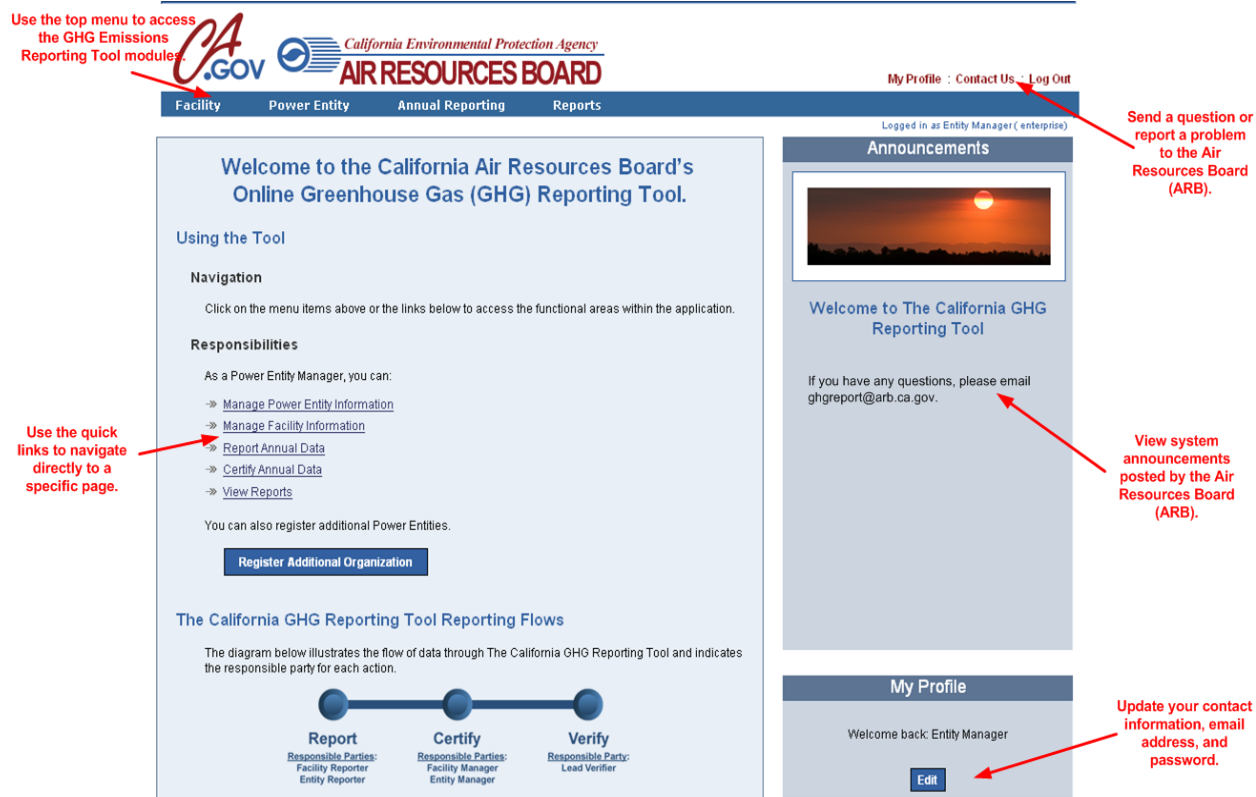 Use the top menu to access
the GHG Emissions
Reporting Tool modules.
CA
.GOV
California Environmental Protection Agency
AIR RESOURCES BOARD
My Profile : Contact Us : Log Out
Facility Power Entity Annual Reporting Reports
Logged in as Entity Manager ( enterprise)
Send a question or
report a problem
to the Air
Resources Board
(ARB).
Welcome to the California Air Resources Board's
Online Greenhouse Gas (GHG) Reporting Tool.
Using the Tool
Navigation
Click on the menu items above or the links below to access the functional areas within the application.
Responsibilities
As a Power Entity Manager, you can:
Manage Power Entity Information
Manage Facility Information
Report Annual Data
Certify Annual Data
View Reports
Use the quick
links to navigate
directly to a
specific page.
You can also register additional Power Entities.
Register Additional Organization
The California GHG Reporting Tool Reporting Flows
The diagram below illustrates the flow of data through The California GHG Reporting Tool and indicates
the responsible party for each action.
Report Certify Verify
Responsible Parties: Responsible Parties: Responsible Party:
Facility Reporter Facility Manager Lead Verifier
Entity Reporter Entity Manager
Announcements
Welcome to The California GHG
Reporting Tool
If you have any questions, please email
ghgreport@arb.ca.gov.
View system
announcements
posted by the Air
Resources Board
(ARB).
My Profile
Welcome back: Entity Manager
Edit
Update your contact
information, email
address, and
password.